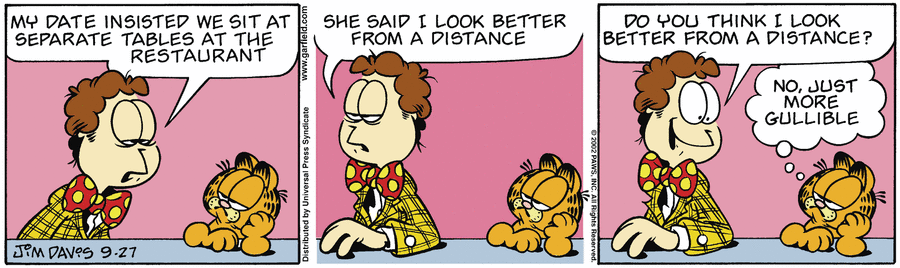 MY DATE INSISTED WE SIT AT
SEPARATE TABLES AT THE
RESTAURANT
JIM DAVIS 9-27
www.garfield.com
Distributed by Universal Press Syndicate
SHE SAID I LOOK BETTER
FROM A DISTANCE
© 2002 PAWS, INC. All Rights Reserved.
DO YOU THINK I LOOK
BETTER FROM A DISTANCE?
NO, JUST
MORE
GULLIBLE